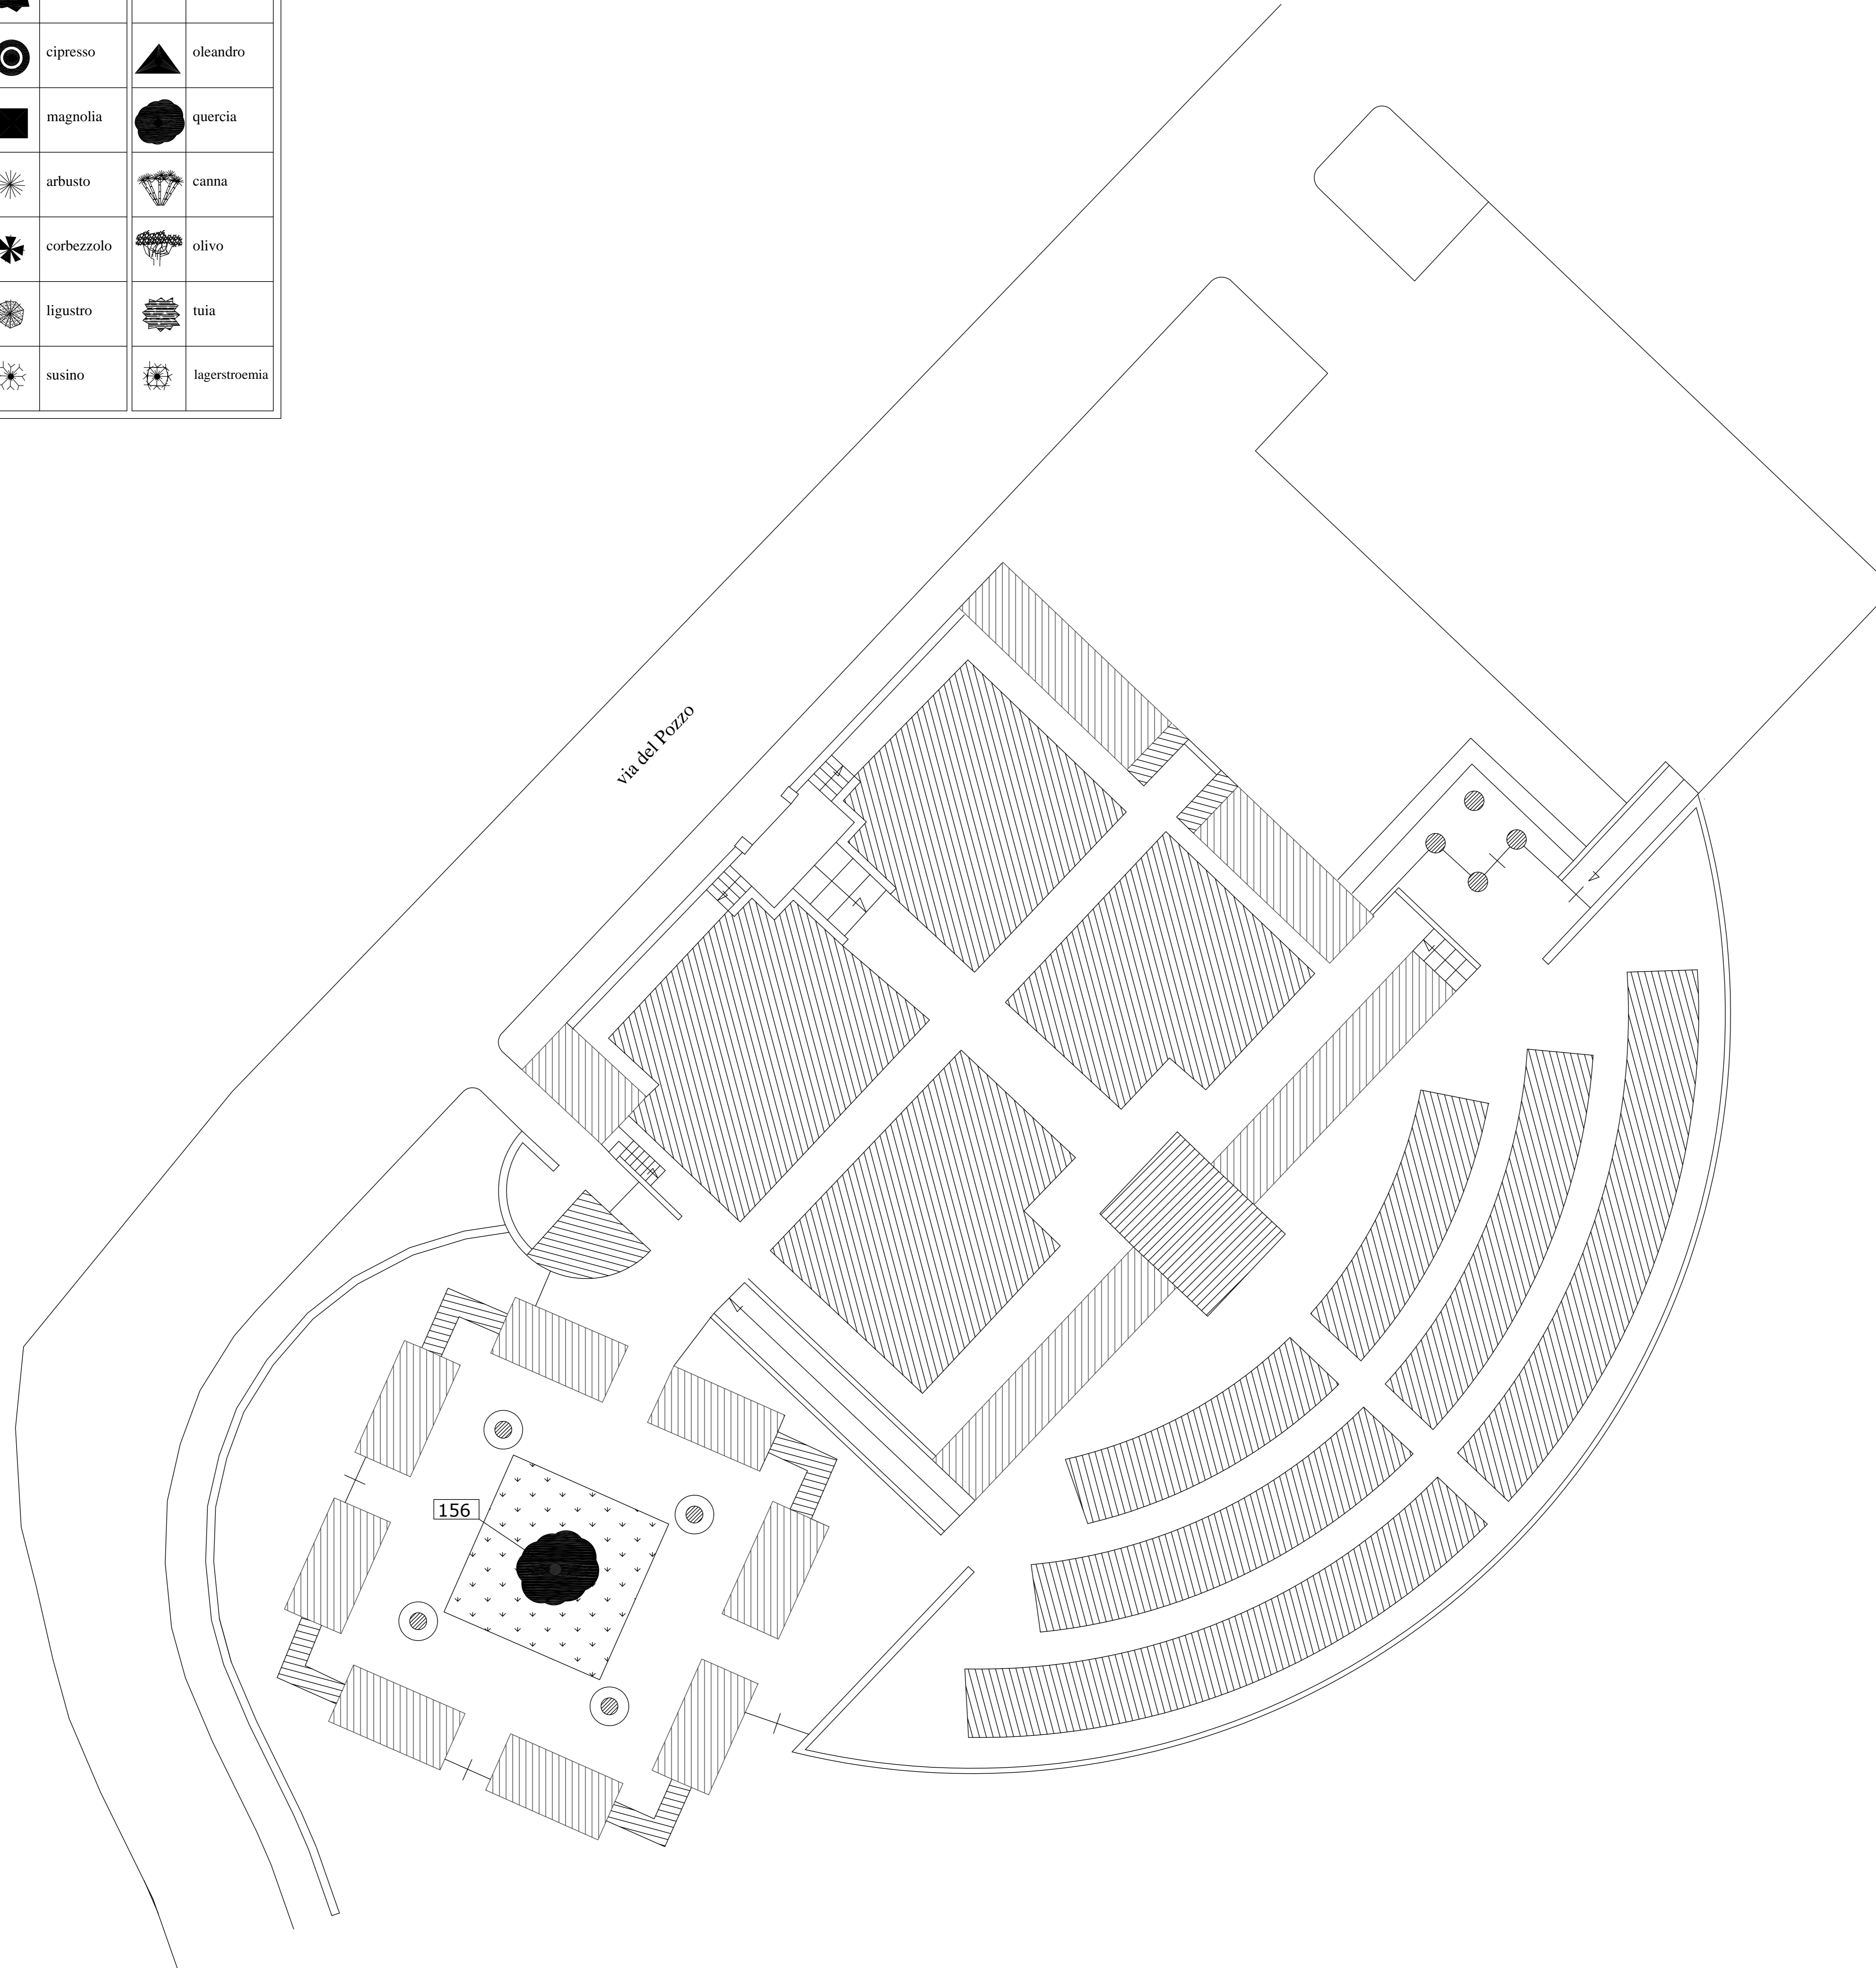 cipresso
oleandro
magnolia
quercia
arbusto
canna
corbezzolo
olivo
ligustro
tuia
susino
lagerstroemia
via del Pozzo
156